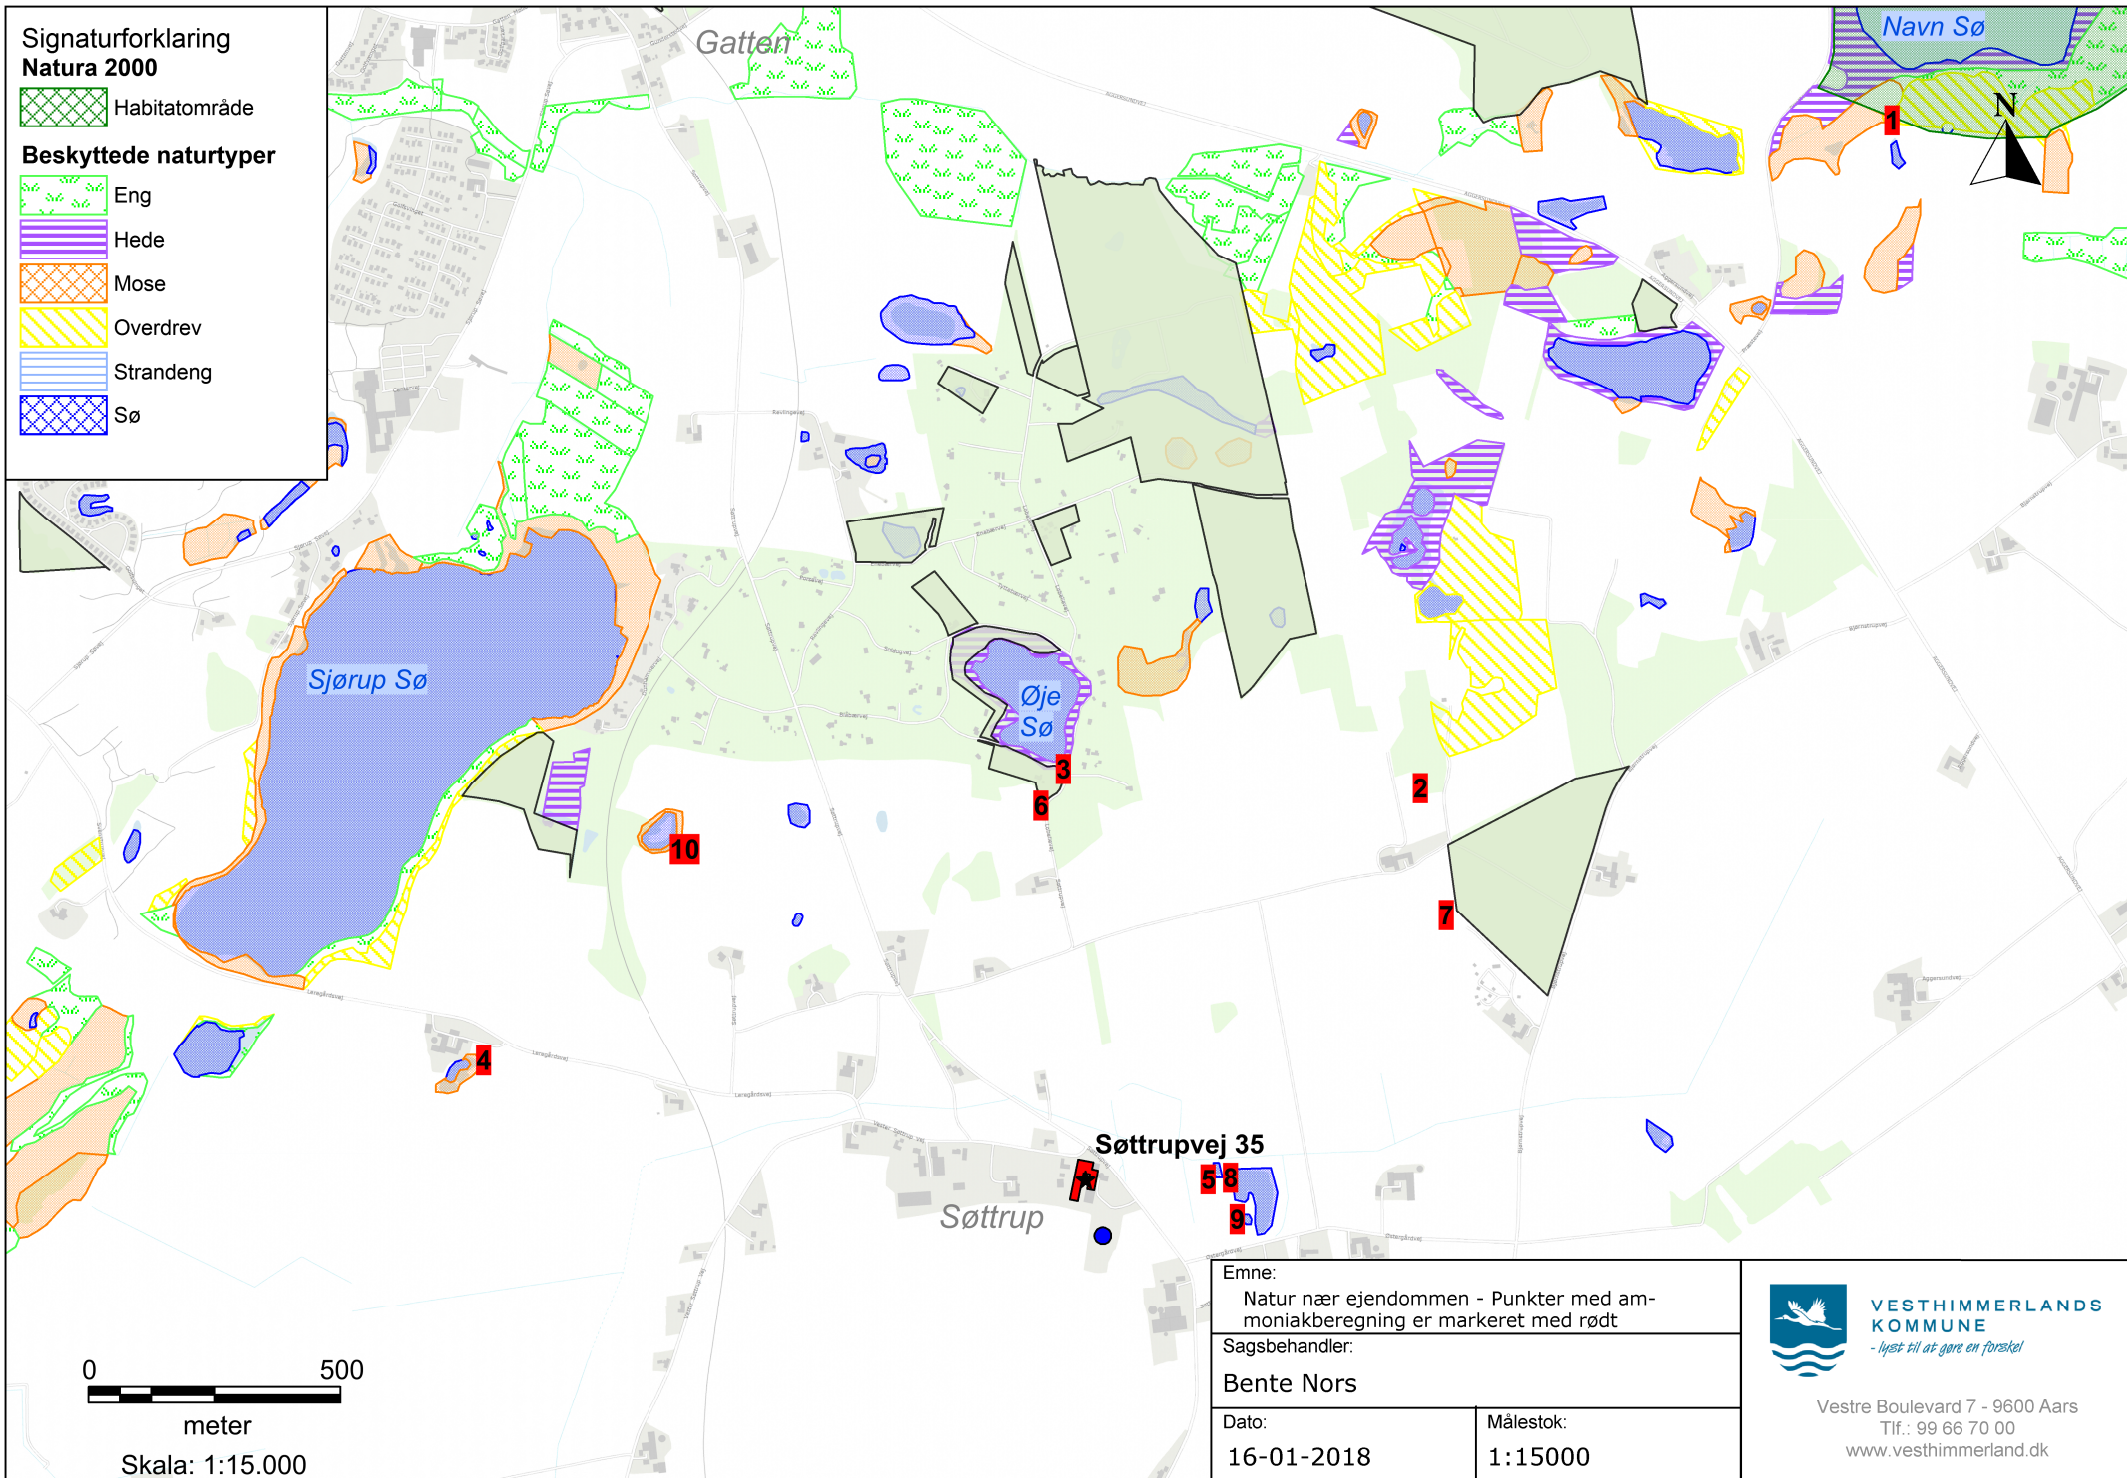 Signaturforklaring
Natura 2000
Habitatområde
Beskyttede naturtyper
Eng
Hede
Mose
Overdrev
Strandeng
Sø
Gatten
Navn Sø
N
1
Sjørup Sø
Øje
Sø
3
6
2
10
7
4
Søttrupvej 35
5
8
9
Søttrup
0
500
meter
Skala: 1:15.000
Emne:
Natur nær ejendommen - Punkter med am-
moniakberegning er markeret med rødt
Sagsbehandler:
Bente Nors
Dato:
16-01-2018
Målestok:
1:15000
VESTHIMMERLANDS
KOMMUNE
- lyst til at gøre en forskel
Vestre Boulevard 7 - 9600 Aars
Tlf.: 99 66 70 00
www.vesthimmerland.dk